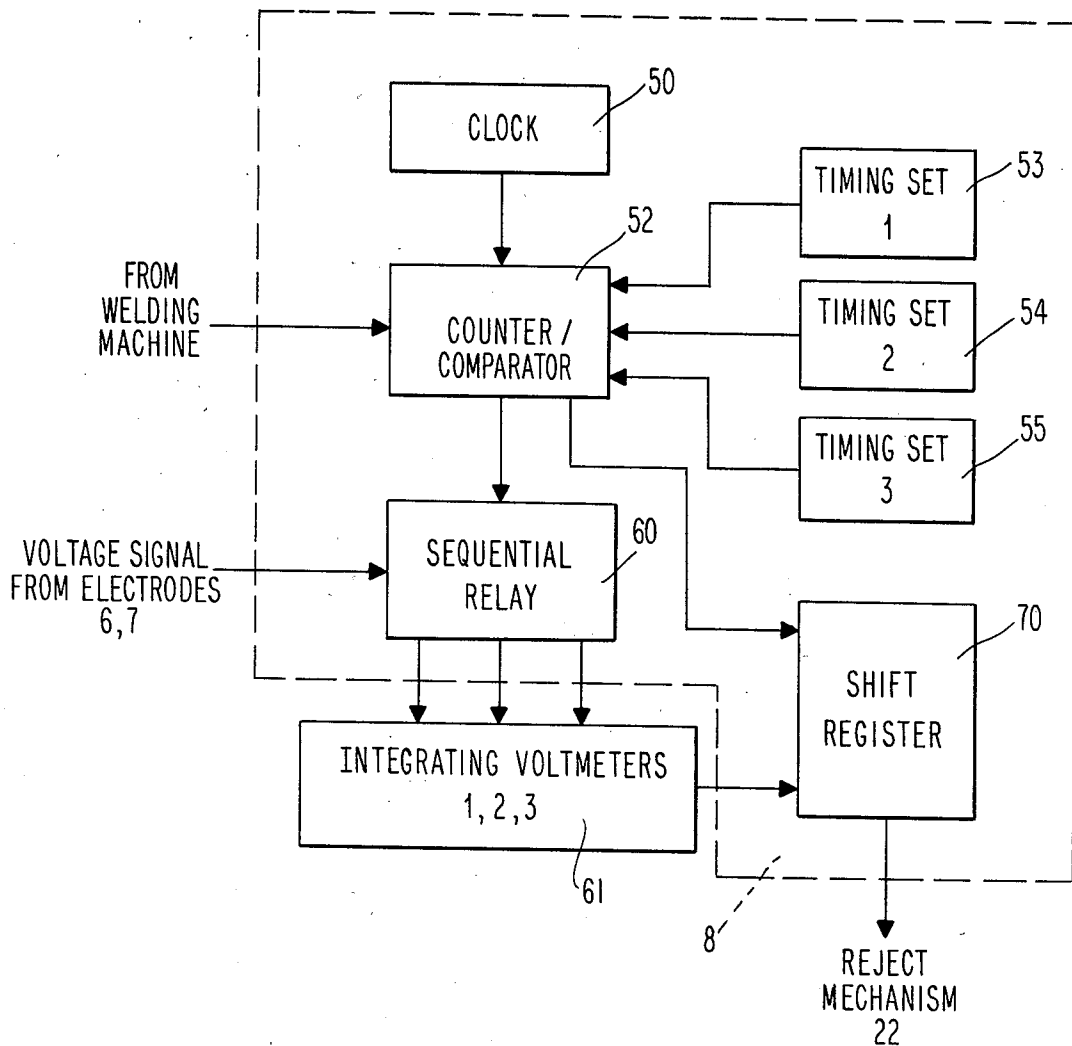 50
CLOCK
53
TIMING SET
1
52
FROM
WELDING
MACHINE
COUNTER /
COMPARATOR
54
TIMING SET
2
55
TIMING SET
3
60
VOLTAGE SIGNAL
FROM ELECTRODES
6,7
SEQUENTIAL
RELAY
70
SHIFT
REGISTER
INTEGRATING VOLTMETERS
1, 2, 3
61
8
REJECT
MECHANISM
22